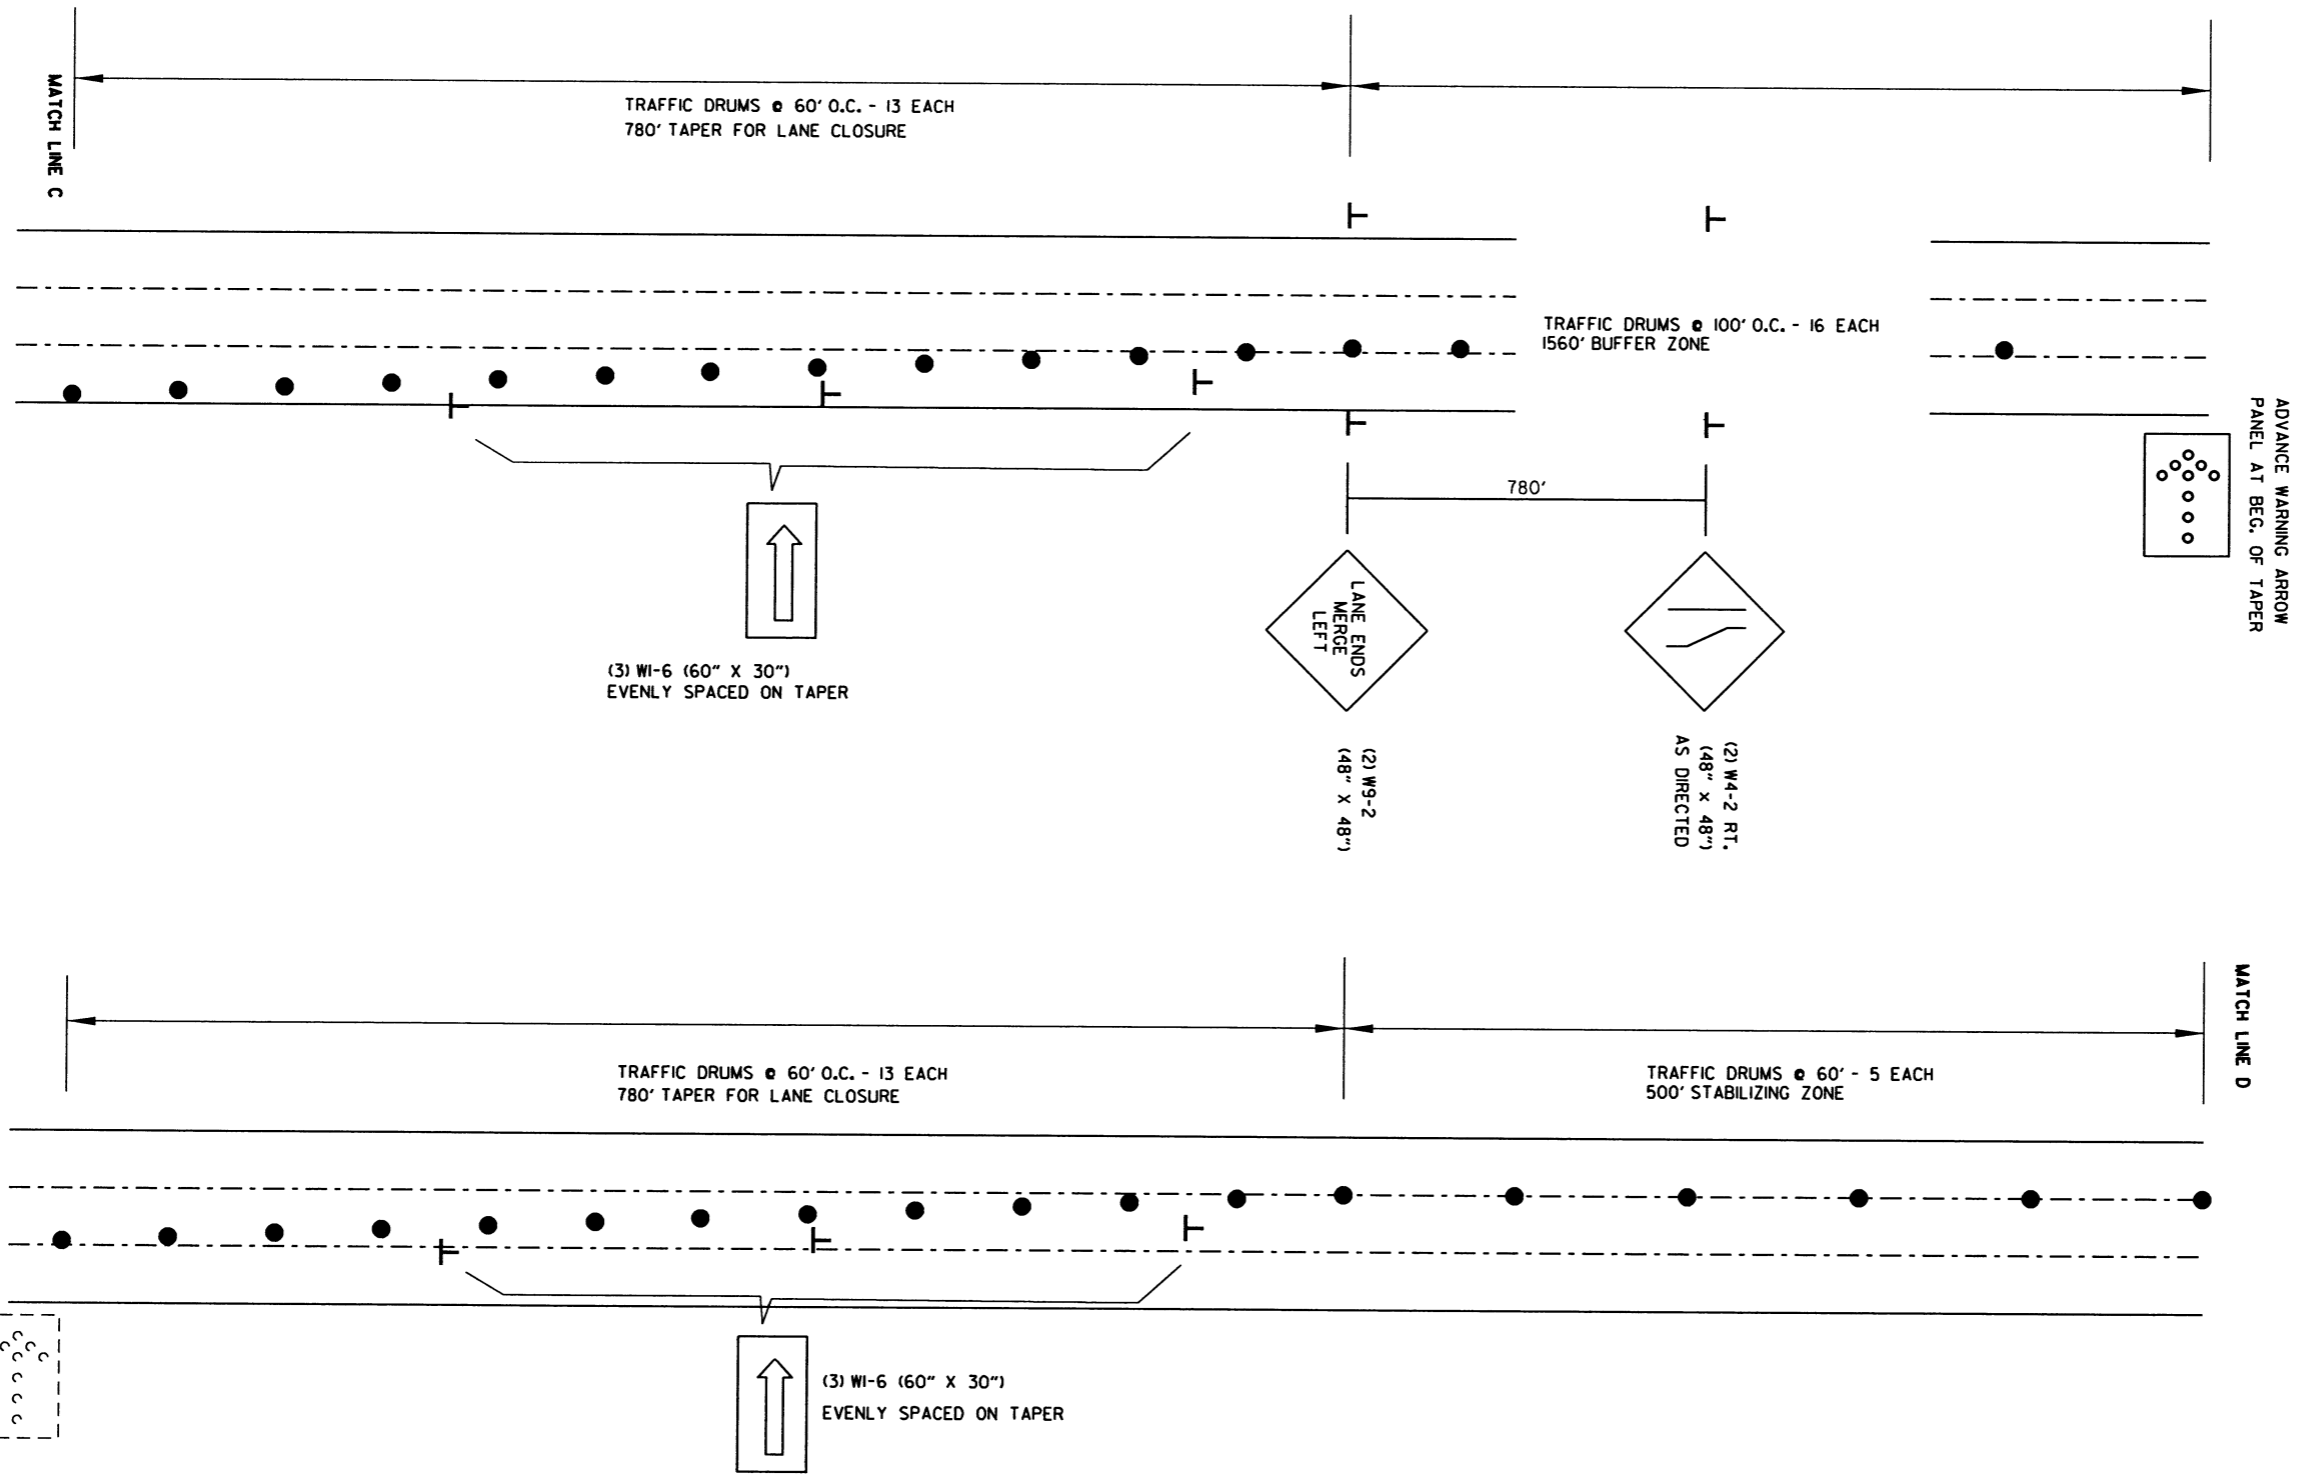 MATCH LINE C
TRAFFIC DRUMS @ 60' O.C. - 13 EACH
780' TAPER FOR LANE CLOSURE
TRAFFIC DRUMS @ 100' O.C. - 16 EACH
1560' BUFFER ZONE
ADVANCE WARNING ARROW
PANEL AT BEG. OF TAPER
780'
(3) W1-6 (60" X 30")
EVENLY SPACED ON TAPER
LANE ENDS
MERGE
LEFT
(2) W9-2
(48" X 48")
(2) W4-2 RT.
(48" X 48")
AS DIRECTED
MATCH LINE D
TRAFFIC DRUMS @ 60' O.C. - 13 EACH
780' TAPER FOR LANE CLOSURE
TRAFFIC DRUMS @ 60' - 5 EACH
500' STABILIZING ZONE
(3) W1-6 (60" X 30")
EVENLY SPACED ON TAPER